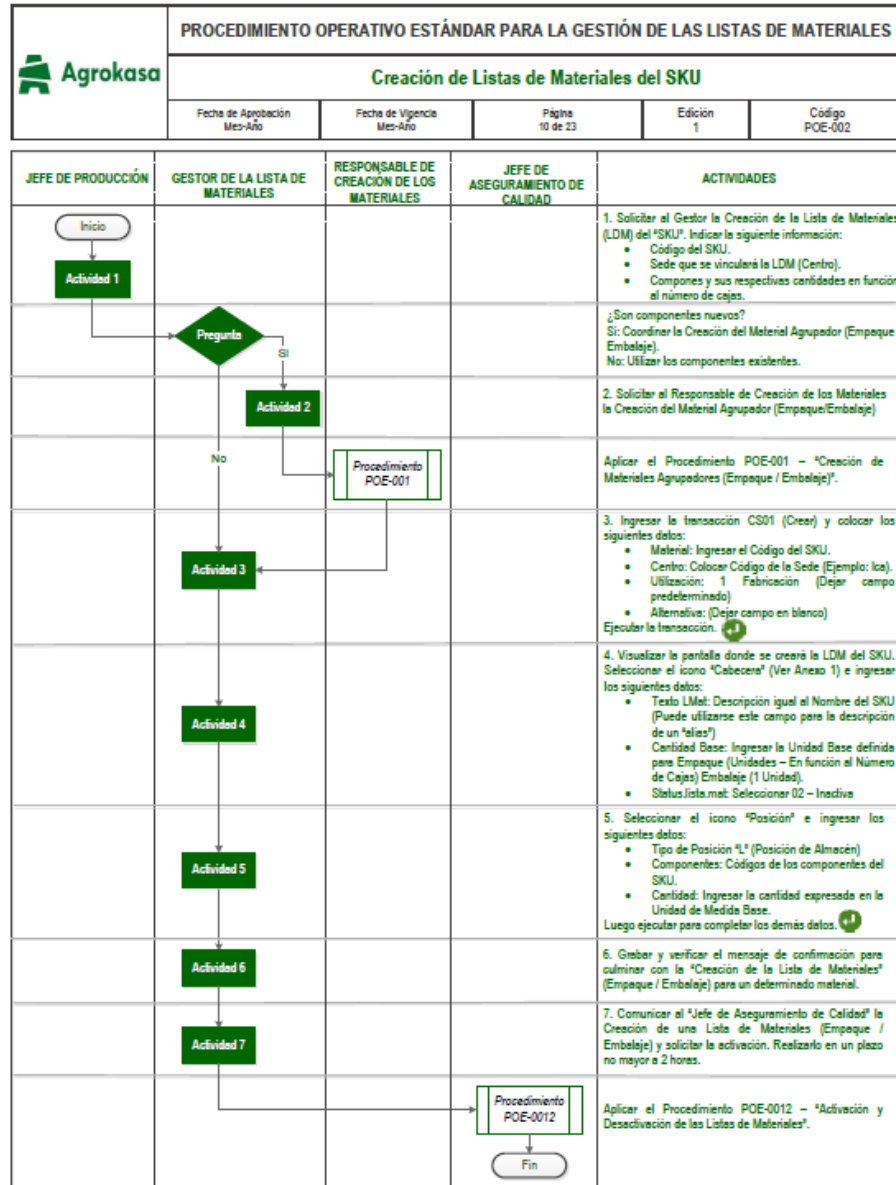 PROCEDIMIENTO OPERATIVO ESTÁNDAR PARA LA GESTIÓN DE LAS LISTAS DE MATERIALES
Agrokasa
Creación de Listas de Materiales del SKU
Fecha de Aprobación
Mes-Año
Fecha de Vigencia
Mes-Año
Página
10 de 23
Edición
1
Código
POE-002
JEFE DE PRODUCCIÓN
GESTOR DE LA LISTA DE
MATERIALES
RESPONSABLE DE
CREACIÓN DE LOS
MATERIALES
JEFE DE
ASEGURAMIENTO DE
CALIDAD
ACTIVIDADES
Inicio
Actividad 1
1. Solicitar al Gestor la Creación de la Lista de Materiales
(LDM) del "SKU". Indicar la siguiente información:
• Código del SKU.
• Sede que se vinculará la LDM (Centro).
• Compones y sus respectivas cantidades en función
al número de cajas.
Pregunta
Si
¿Son componentes nuevos?
Si: Coordinar la Creación del Material Agrupador (Empaque
Embalaje).
No: Utilizar los componentes existentes.
Actividad 2
2. Solicitar al Responsable de Creación de los Materiales
la Creación del Material Agrupador (Empaque/Embalaje)
No
Procedimiento
POE-001
Aplicar el Procedimiento POE-001 – "Creación de
Materiales Agrupadores (Empaque / Embalaje)".
Actividad 3
3. Ingresar la transacción CS01 (Crear) y colocar los
siguientes datos:
• Material: Ingresar el Código del SKU.
• Centro: Colocar Código de la Sede (Ejemplo: Ica).
• Utilización: 1 Fabricación (Dejar campo
predeterminado)
• Alternativa: (Dejar campo en blanco)
Ejecutar la transacción.
Actividad 4
4. Visualizar la pantalla donde se creará la LDM del SKU.
Seleccionar el icono "Cabecera" (Ver Anexo 1) e ingresar
los siguientes datos:
• Texto LMat: Descripción igual al Nombre del SKU
(Puede utilizarse este campo para la descripción
de un "alias")
• Cantidad Base: Ingresar la Unidad Base definida
para Empaque (Unidades – En función al Número
de Cajas) Embalaje (1 Unidad).
• Status.lista.mat: Seleccionar 02 – Inactiva
Actividad 5
5. Seleccionar el icono "Posición" e ingresar los
siguientes datos:
• Tipo de Posición "L" (Posición de Almacén)
• Componentes: Códigos de los componentes del
SKU.
• Cantidad: Ingresar la cantidad expresada en la
Unidad de Medida Base.
Luego ejecutar para completar los demás datos.
Actividad 6
6. Grabar y verificar el mensaje de confirmación para
culminar con la "Creación de la Lista de Materiales"
(Empaque / Embalaje) para un determinado material.
Actividad 7
7. Comunicar al "Jefe de Aseguramiento de Calidad" la
Creación de una Lista de Materiales (Empaque /
Embalaje) y solicitar la activación. Realizarlo en un plazo
no mayor a 2 horas.
Procedimiento
POE-0012
Aplicar el Procedimiento POE-0012 – "Activación y
Desactivación de las Listas de Materiales".
Fin